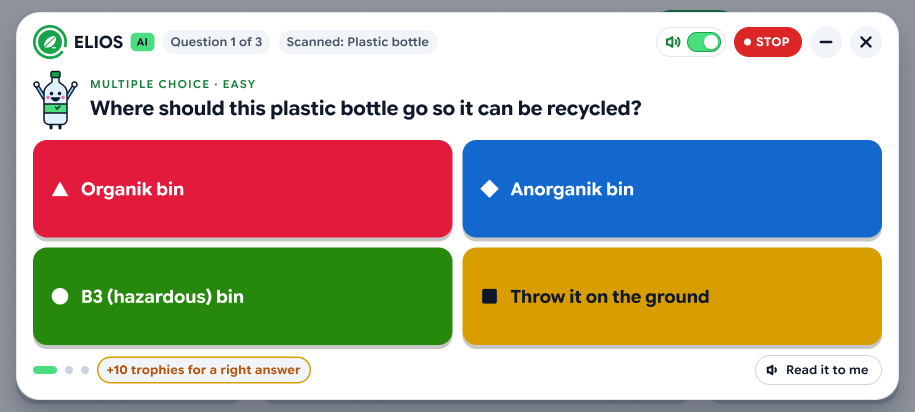 ELIOS AI Question 1 of 3 Scanned: Plastic bottle STOP
MULTIPLE CHOICE · EASY
Where should this plastic bottle go so it can be recycled?
Organik bin
Anorganik bin
B3 (hazardous) bin
Throw it on the ground
+10 trophies for a right answer
Read it to me